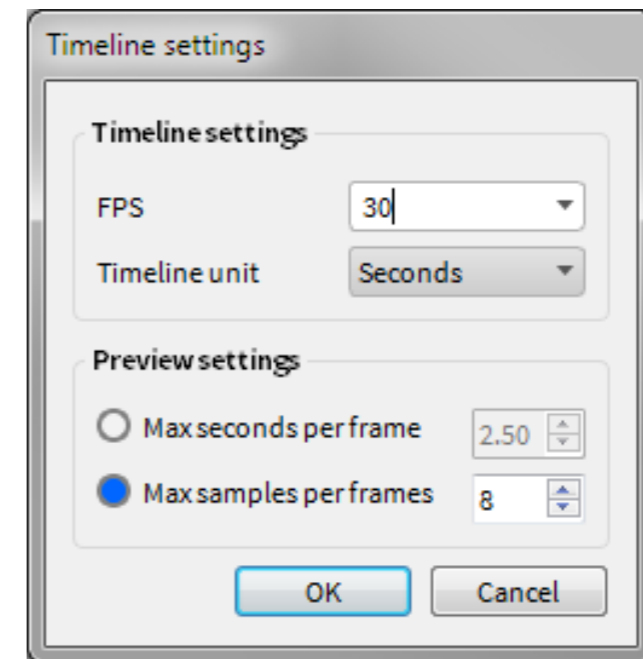 Timeline settings
Timeline settings
FPS 30
Timeline unit Seconds
Preview settings
Max seconds per frame 2.50
Max samples per frames 8
OK Cancel